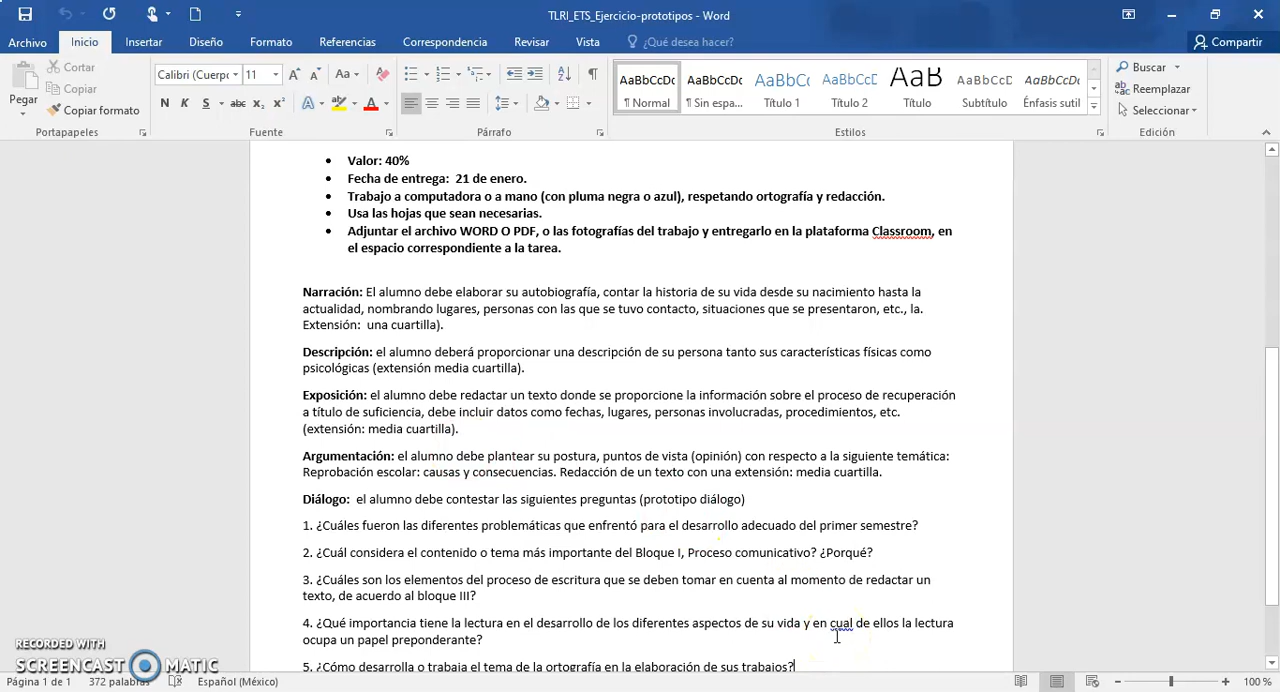 TLRI_ETS_Ejercicio-prototipos - Word
Archivo Inicio Insertar Diseño Formato Referencias Correspondencia Revisar Vista ¿Qué desea hacer? Compartir
Pegar
Cortar
Copiar
Copiar formato
Portapapeles
Calibri (Cuerpo 11
N K S abc x₂ x²
Fuente
Párrafo
AaBbCcDc AaBbCcDc AaBbCc AaBbCcD AaB AaBbCcD AaBbCcDc
¶ Normal ¶ Sin espa... Título 1 Título 2 Título Subtítulo Énfasis sutil
Estilos
Buscar
Reemplazar
Seleccionar
Edición
• Valor: 40%
• Fecha de entrega:  21 de enero.
• Trabajo a computadora o a mano (con pluma negra o azul), respetando ortografía y redacción.
• Usa las hojas que sean necesarias.
• Adjuntar el archivo WORD O PDF, o las fotografías del trabajo y entregarlo en la plataforma Classroom, en
el espacio correspondiente a la tarea.
Narración: El alumno debe elaborar su autobiografía, contar la historia de su vida desde su nacimiento hasta la
actualidad, nombrando lugares, personas con las que se tuvo contacto, situaciones que se presentaron, etc., la.
Extensión:  una cuartilla).
Descripción: el alumno deberá proporcionar una descripción de su persona tanto sus características físicas como
psicológicas (extensión media cuartilla).
Exposición: el alumno debe redactar un texto donde se proporcione la información sobre el proceso de recuperación
a título de suficiencia, debe incluir datos como fechas, lugares, personas involucradas, procedimientos, etc.
(extensión: media cuartilla).
Argumentación: el alumno debe plantear su postura, puntos de vista (opinión) con respecto a la siguiente temática:
Reprobación escolar: causas y consecuencias. Redacción de un texto con una extensión: media cuartilla.
Diálogo:  el alumno debe contestar las siguientes preguntas (prototipo diálogo)
1. ¿Cuáles fueron las diferentes problemáticas que enfrentó para el desarrollo adecuado del primer semestre?
2. ¿Cuál considera el contenido o tema más importante del Bloque I, Proceso comunicativo? ¿Porqué?
3. ¿Cuáles son los elementos del proceso de escritura que se deben tomar en cuenta al momento de redactar un
texto, de acuerdo al bloque III?
4. ¿Qué importancia tiene la lectura en el desarrollo de los diferentes aspectos de su vida y en cual de ellos la lectura
ocupa un papel preponderante?
5. ¿Cómo desarrolla o trabaja el tema de la ortografía en la elaboración de sus trabajos?
RECORDED WITH
SCREENCAST MATIC
Página 1 de 1 372 palabras Español (México) 100 %